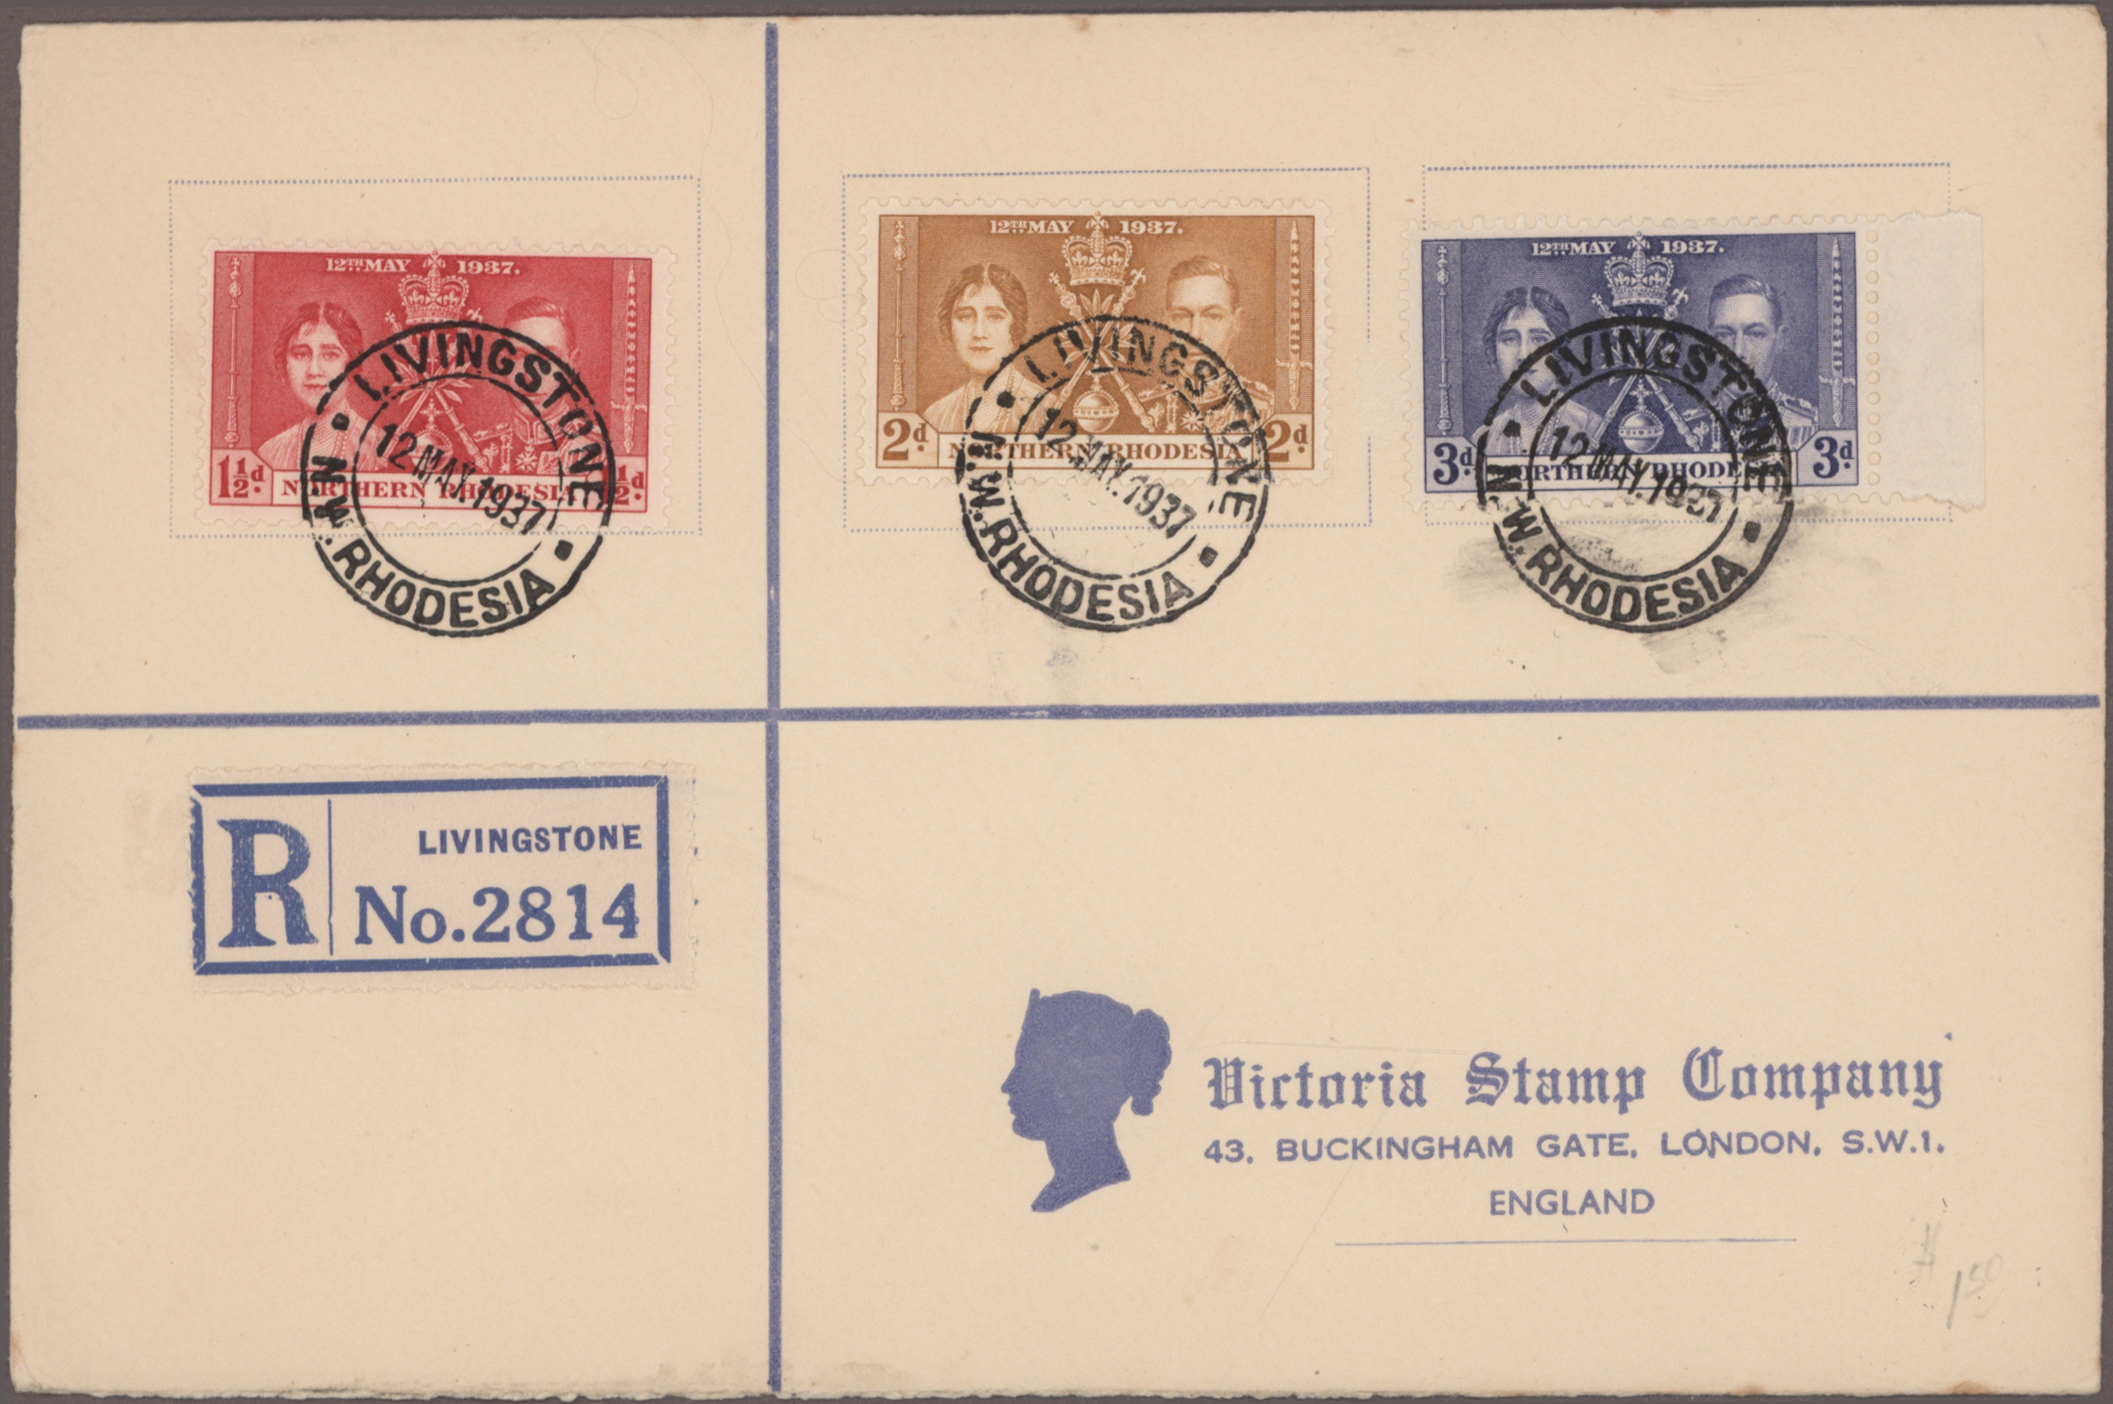 12TH MAY 1937.
1½d.
NORTHERN RHODESIA
½d.
LIVINGSTONE
12 MAY.1937
N.W. RHODESIA
12TH MAY 1937.
2d.
NORTHERN RHODESIA
2d.
LIVINGSTONE
12 MAY.1937
N.W. RHODESIA
12TH MAY 1937.
3d.
NORTHERN RHODESIA
3d.
LIVINGSTONE
12 MAY.1937
N.W. RHODESIA
R
LIVINGSTONE
No.2814
Victoria Stamp Company
43, BUCKINGHAM GATE, LONDON, S.W.1.
ENGLAND